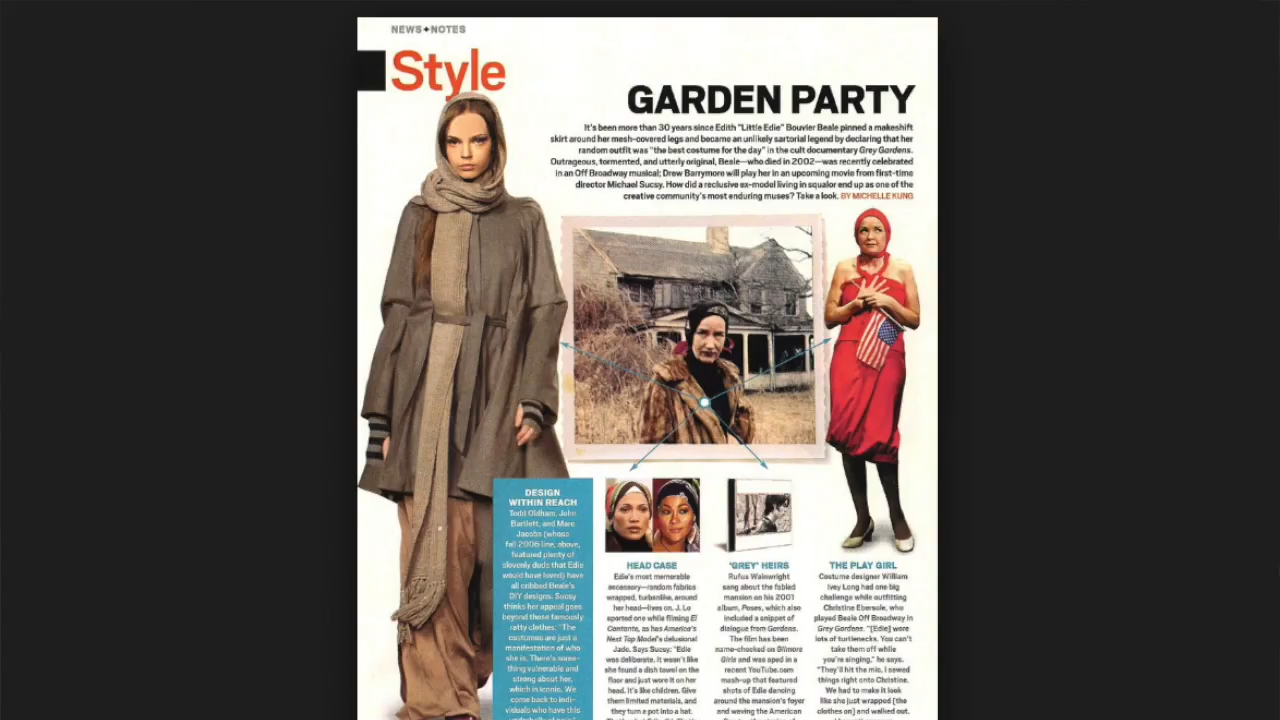 NEWS+NOTES
Style
GARDEN PARTY
It's been more than 30 years since Edith "Little Edie" Bouvier Beale pinned a makeshift
skirt around her mesh-covered legs and became an unlikely sartorial legend by declaring that her
random outfit was "the best costume for the day" in the cult documentary Grey Gardens.
Outrageous, tormented, and utterly original, Beale—who died in 2002—was recently celebrated
in an Off Broadway musical; Drew Barrymore will play her in an upcoming movie from first-time
director Michael Sucsy. How did a reclusive ex-model living in squalor end up as one of the
creative community's most enduring muses? Take a look. BY MICHELLE KUNG
DESIGN
WITHIN REACH
Todd Oldham, John
Bartlett, and Marc
Jacobs (whose
fall 2006 line, above,
featured plenty of
slovenly duds that Edie
would have loved) have
all cribbed Beale's
DIY designs. Sucsy
thinks her appeal goes
beyond those famously
ratty clothes: "The
costumes are just a
manifestation of who
she is. There's some-
thing vulnerable and
strong about her,
which is iconic. We
come back to indi-
viduals who have this
HEAD CASE
Edie's most memorable
accessory—random fabrics
wrapped, turbanlike, around
her head—lives on. J. Lo
sported one while filming El
Cantante, as has America's
Next Top Model's delusional
Jade. Says Sucsy: "Edie
was deliberate. It wasn't like
she found a dish towel on the
floor and just wore it on her
head. It's like children. Give
them limited materials, and
they turn a pot into a hat.
'GREY' HEIRS
Rufus Wainwright
sang about the fabled
mansion on his 2001
album, Poses, which also
included a snippet of
dialogue from Gardens.
The film has been
name-checked on Gilmore
Girls and was aped in a
recent YouTube.com
mash-up that featured
shots of Edie dancing
around the mansion's foyer
and waving the American
THE PLAY GIRL
Costume designer William
Ivey Long had one big
challenge while outfitting
Christine Ebersole, who
played Beale Off Broadway in
Grey Gardens. "[Edie] wore
lots of turtlenecks. You can't
take them off while
you're singing," he says.
"They'll hit the mic. I sewed
things right onto Christine.
We had to make it look
like she just wrapped [the
clothes on] and walked out.